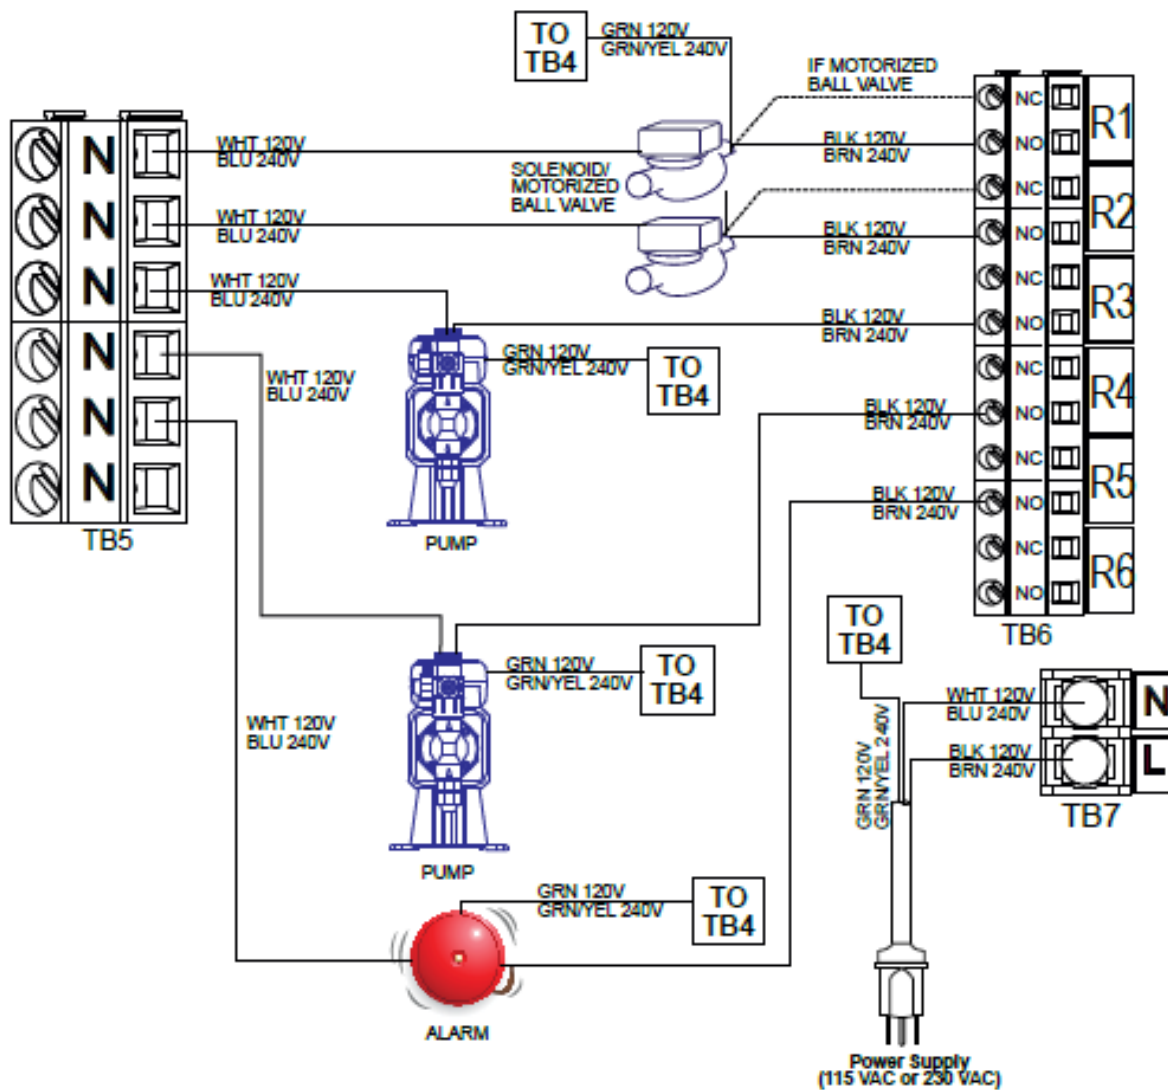 TO
TB4
GRN 120V
GRN/YEL 240V
IF MOTORIZED
BALL VALVE
N
WHT 120V
BLU 240V
SOLENOID/
MOTORIZED
BALL VALVE
BLK 120V
BRN 240V
NC
R1
NO
N
WHT 120V
BLU 240V
BLK 120V
BRN 240V
NC
R2
NO
N
WHT 120V
BLU 240V
BLK 120V
BRN 240V
NC
R3
NO
N
WHT 120V
BLU 240V
GRN 120V
GRN/YEL 240V
TO
TB4
NC
R4
NO
BLK 120V
BRN 240V
N
N
TB5
PUMP
BLK 120V
BRN 240V
NC
R5
NO
NC
R6
NO
TB6
GRN 120V
GRN/YEL 240V
TO
TB4
TO
TB4
WHT 120V
BLU 240V
PUMP
GRN 120V
GRN/YEL 240V
WHT 120V
BLU 240V
N
BLK 120V
BRN 240V
L
TB7
GRN 120V
GRN/YEL 240V
TO
TB4
ALARM
Power Supply
(115 VAC or 230 VAC)